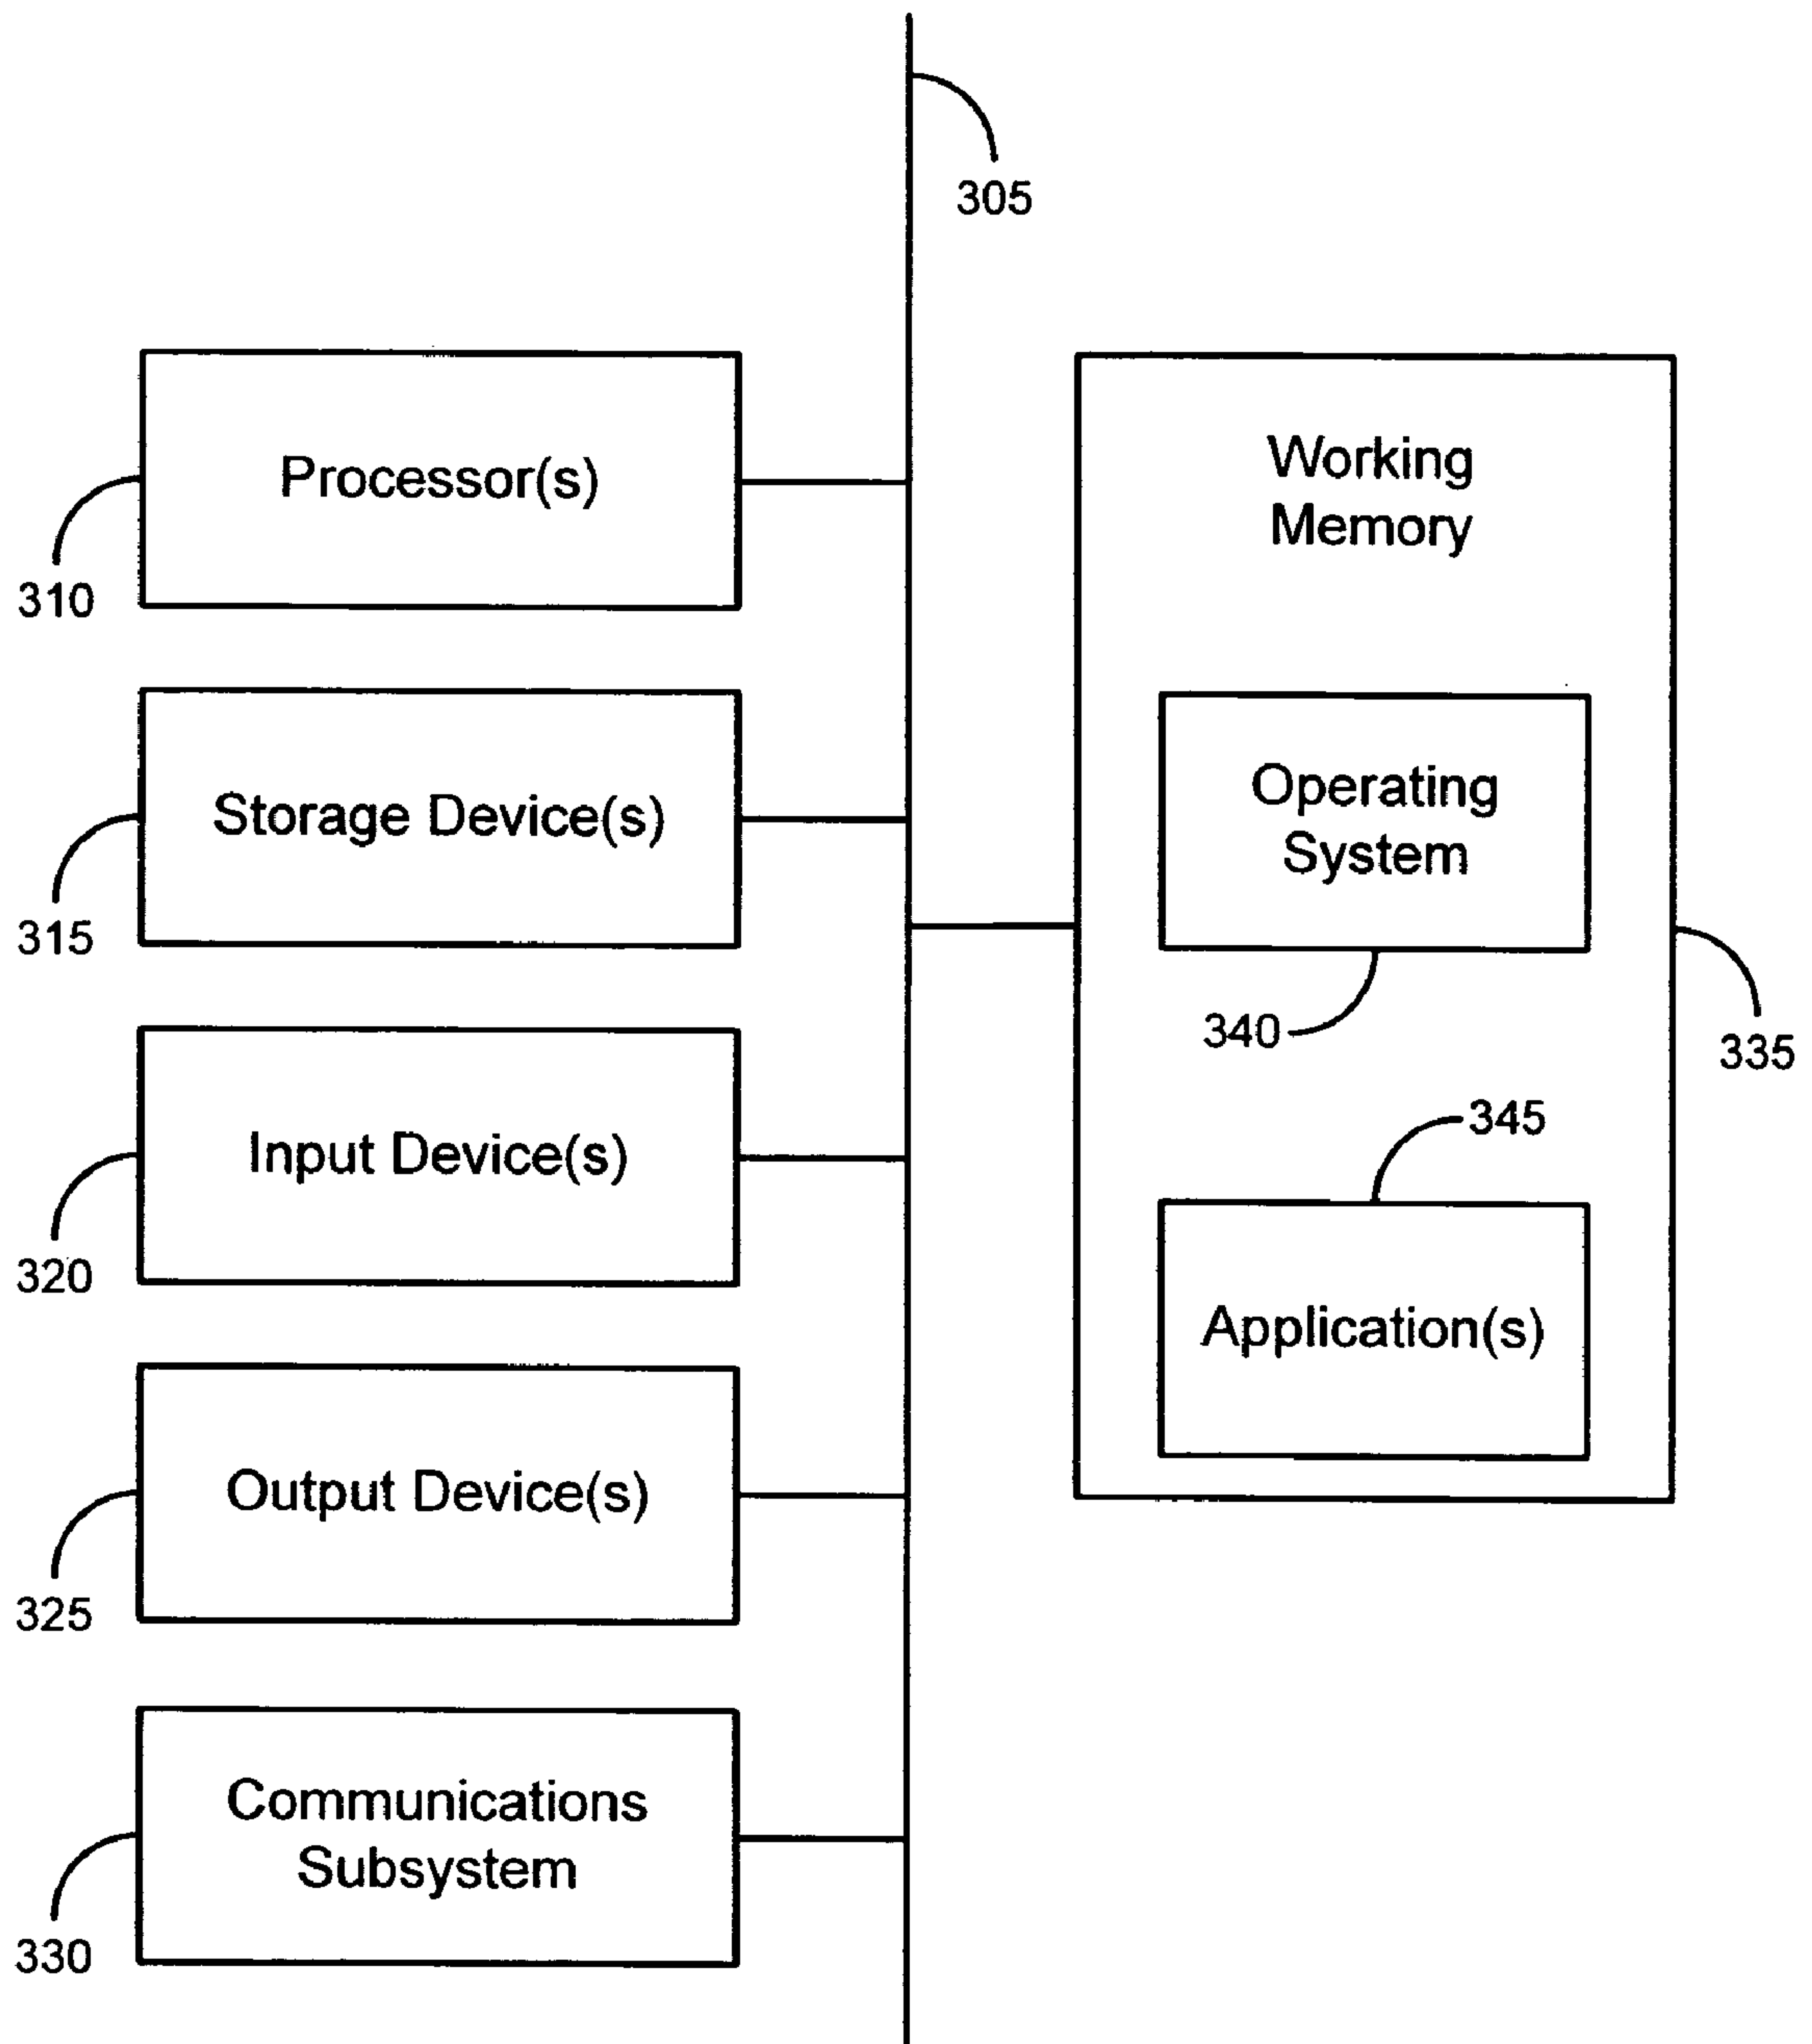 305
Processor(s)
310
Storage Device(s)
315
Input Device(s)
320
Output Device(s)
325
Communications
Subsystem
330
Working
Memory
Operating
System
340
335
345
Application(s)